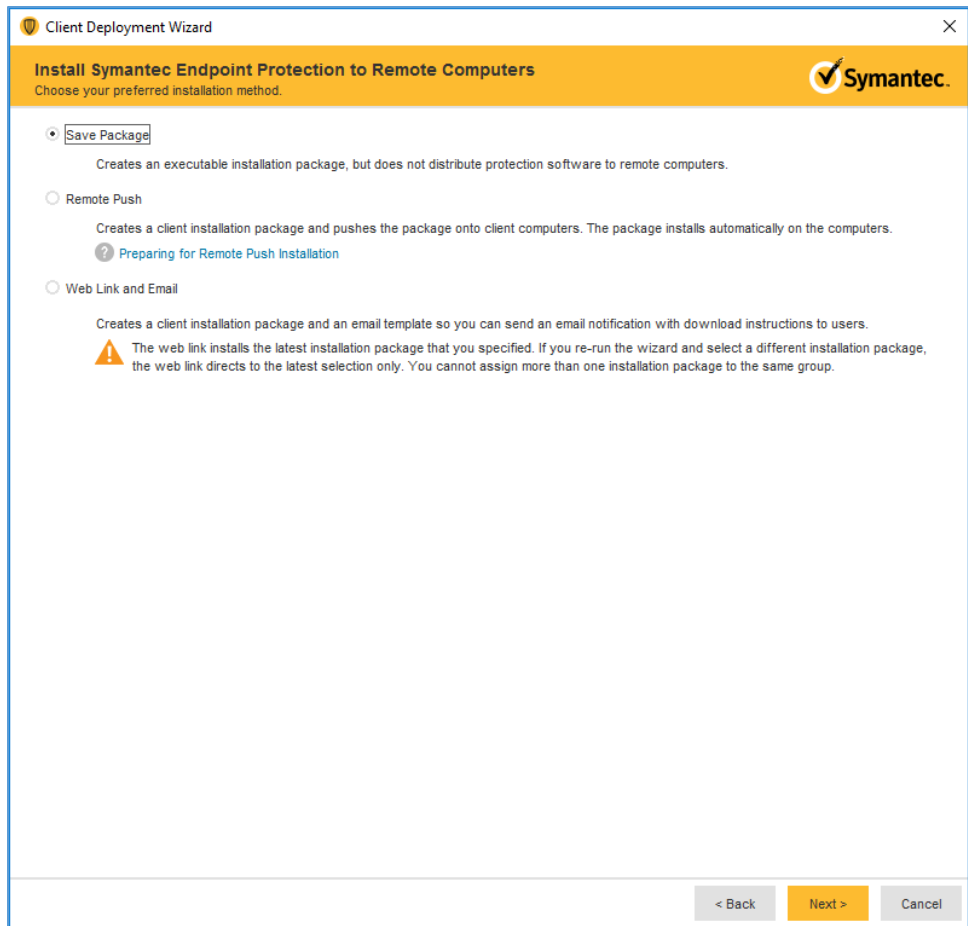 Client Deployment Wizard
Install Symantec Endpoint Protection to Remote Computers
Choose your preferred installation method.
Symantec.
Save Package
Creates an executable installation package, but does not distribute protection software to remote computers.
Remote Push
Creates a client installation package and pushes the package onto client computers. The package installs automatically on the computers.
? Preparing for Remote Push Installation
Web Link and Email
Creates a client installation package and an email template so you can send an email notification with download instructions to users.
The web link installs the latest installation package that you specified. If you re-run the wizard and select a different installation package,
the web link directs to the latest selection only. You cannot assign more than one installation package to the same group.
< Back
Next >
Cancel